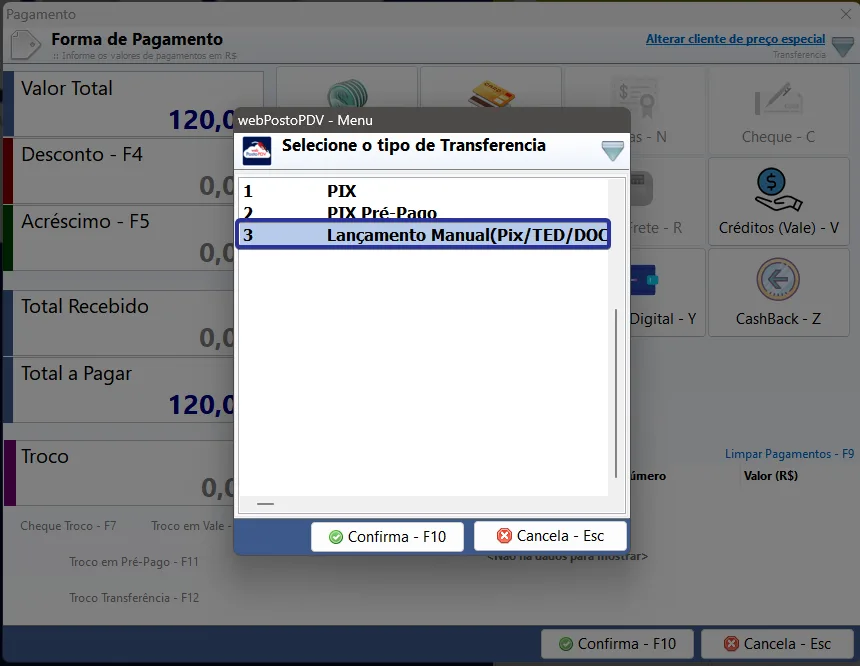 Pagamento
Forma de Pagamento
:: Informe os valores de pagamentos em R$
Alterar cliente de preço especial
Transferencia
Valor Total
120,0
Desconto - F4
0,0
Acréscimo - F5
0,0
Total Recebido
0,0
Total a Pagar
120,0
Troco
0,0
Cheque Troco - F7
Troco em Vale -
Troco em Pré-Pago - F11
Troco Transferência - F12
as - N
Cheque - C
Frete - R
Créditos (Vale) - V
Digital - Y
CashBack - Z
webPostoPDV - Menu
Selecione o tipo de Transferencia
1 PIX
2 PIX Pré-Pago
3 Lançamento Manual(Pix/TED/DOC
Confirma - F10
Cancela - Esc
Limpar Pagamentos - F9
úmero
Valor (R$)
<Não há dados para mostrar>
Confirma - F10
Cancela - Esc